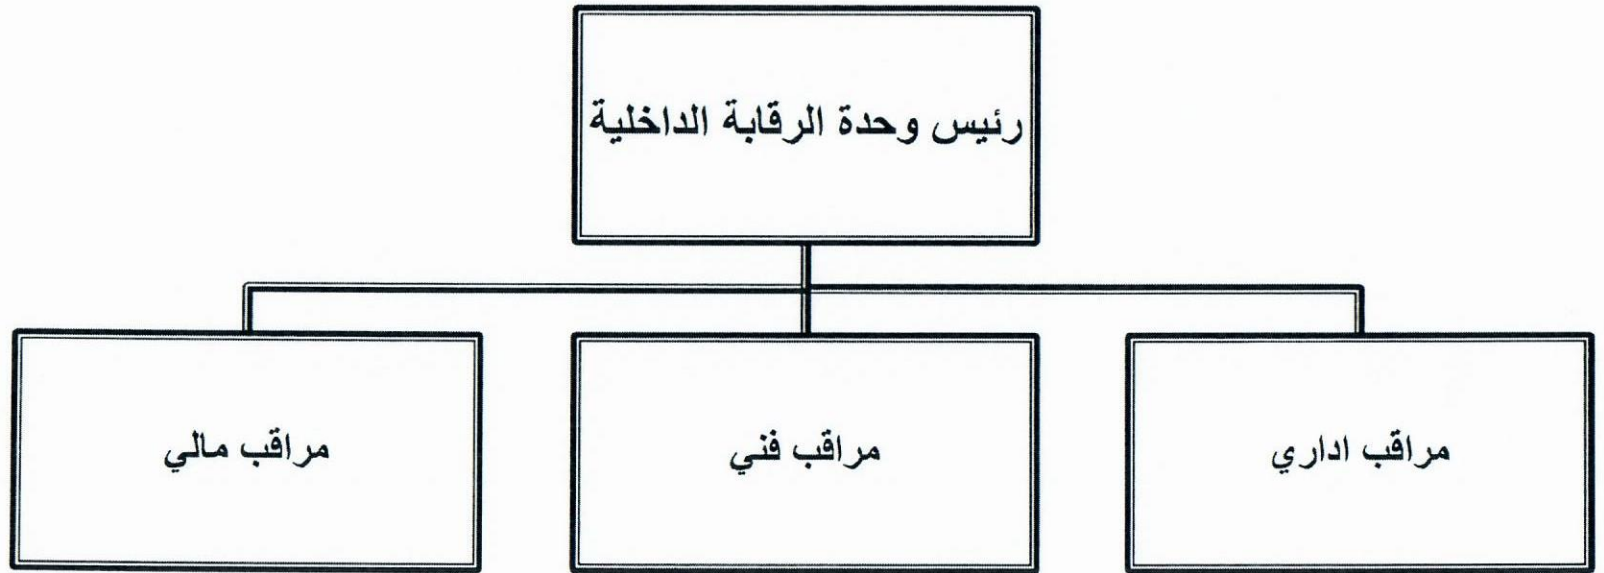 رئيس وحدة الرقابة الداخلية
مراقب اداري
مراقب فني
مراقب مالي